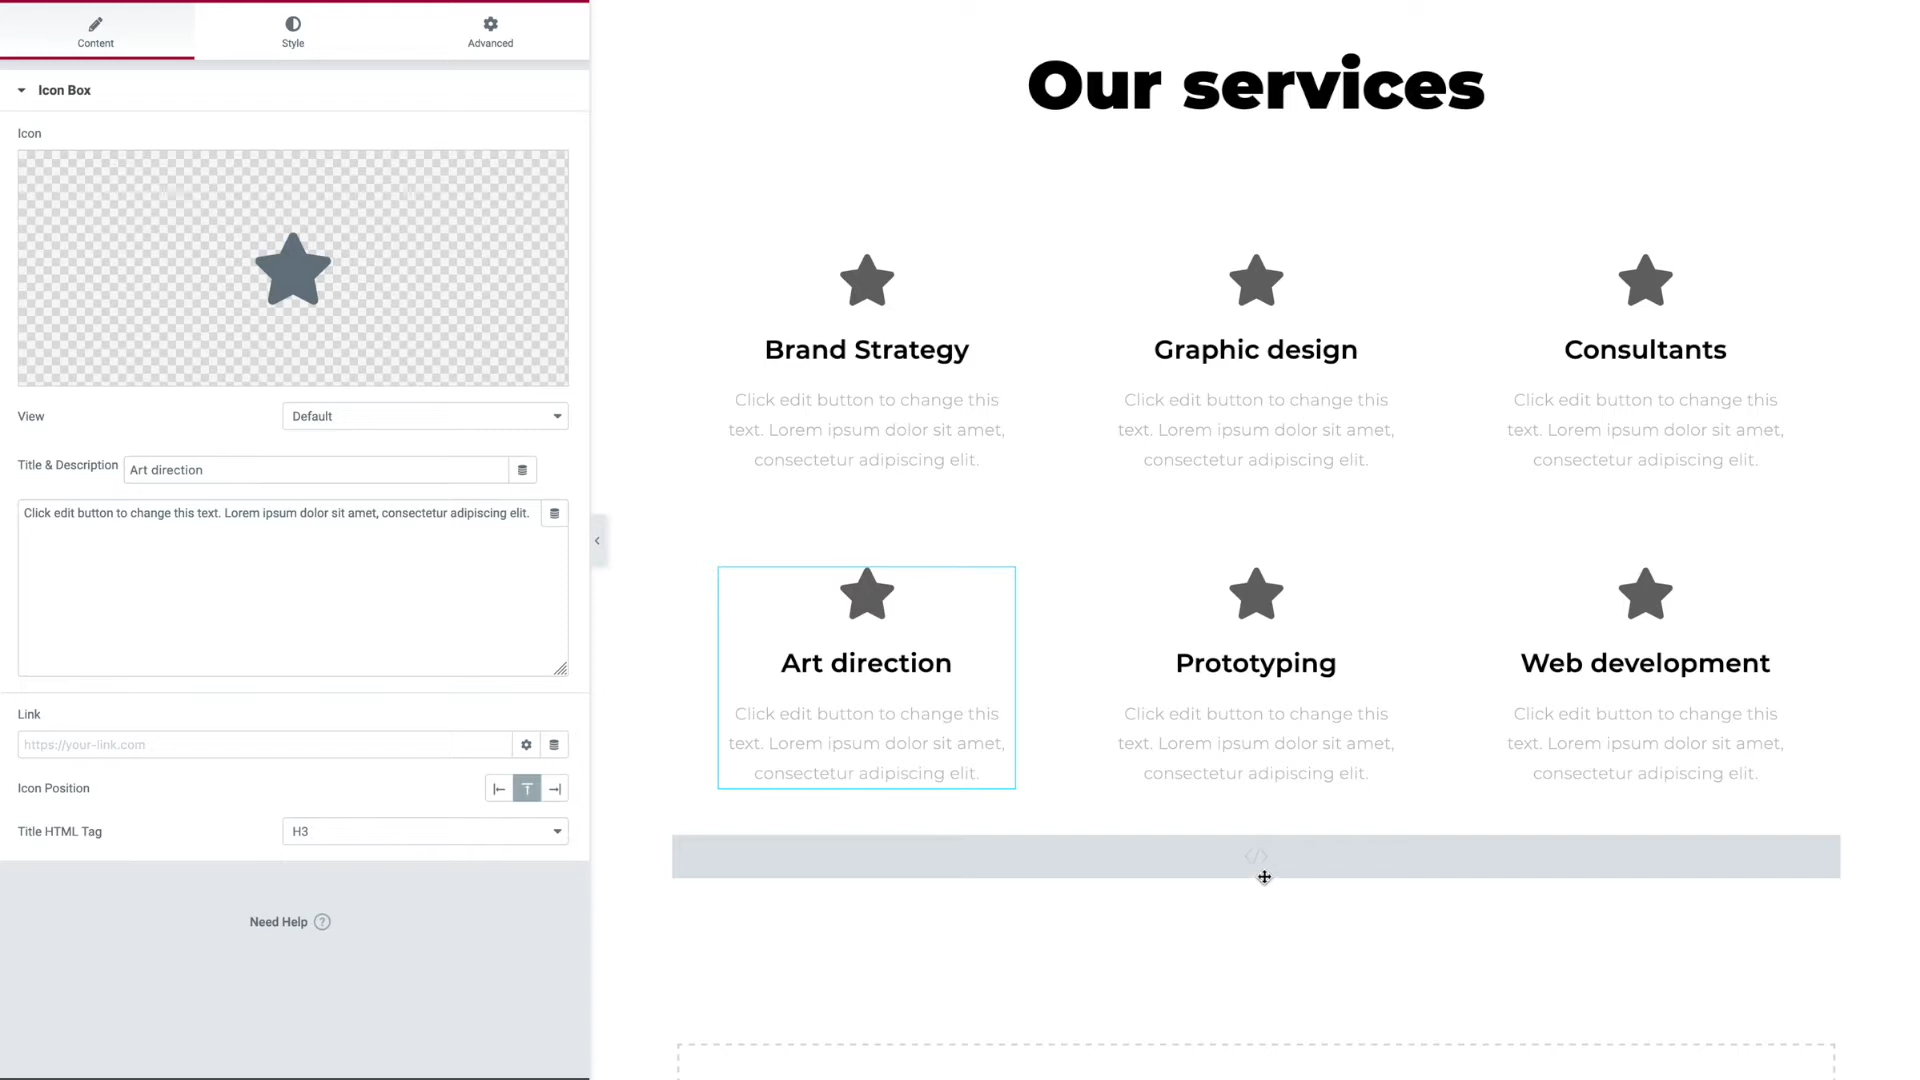 Content
Style
Advanced
Icon Box
Icon
View
Default
Title & Description
Art direction
Click edit button to change this text. Lorem ipsum dolor sit amet, consectetur adipiscing elit.
Link
https://your-link.com
Icon Position
Title HTML Tag
H3
Need Help ?
Our services
Brand Strategy
Click edit button to change this
text. Lorem ipsum dolor sit amet,
consectetur adipiscing elit.
Graphic design
Click edit button to change this
text. Lorem ipsum dolor sit amet,
consectetur adipiscing elit.
Consultants
Click edit button to change this
text. Lorem ipsum dolor sit amet,
consectetur adipiscing elit.
Art direction
Click edit button to change this
text. Lorem ipsum dolor sit amet,
consectetur adipiscing elit.
Prototyping
Click edit button to change this
text. Lorem ipsum dolor sit amet,
consectetur adipiscing elit.
Web development
Click edit button to change this
text. Lorem ipsum dolor sit amet,
consectetur adipiscing elit.